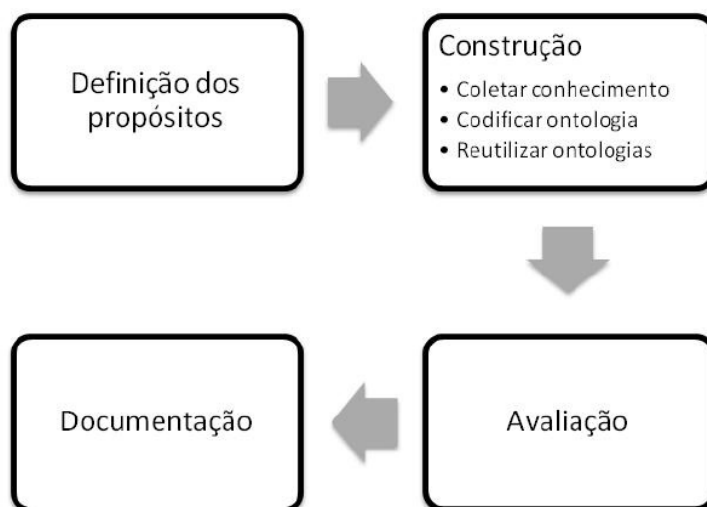 Definição dos
propósitos
Construção
• Coletar conhecimento
• Codificar ontologia
• Reutilizar ontologias
Avaliação
Documentação